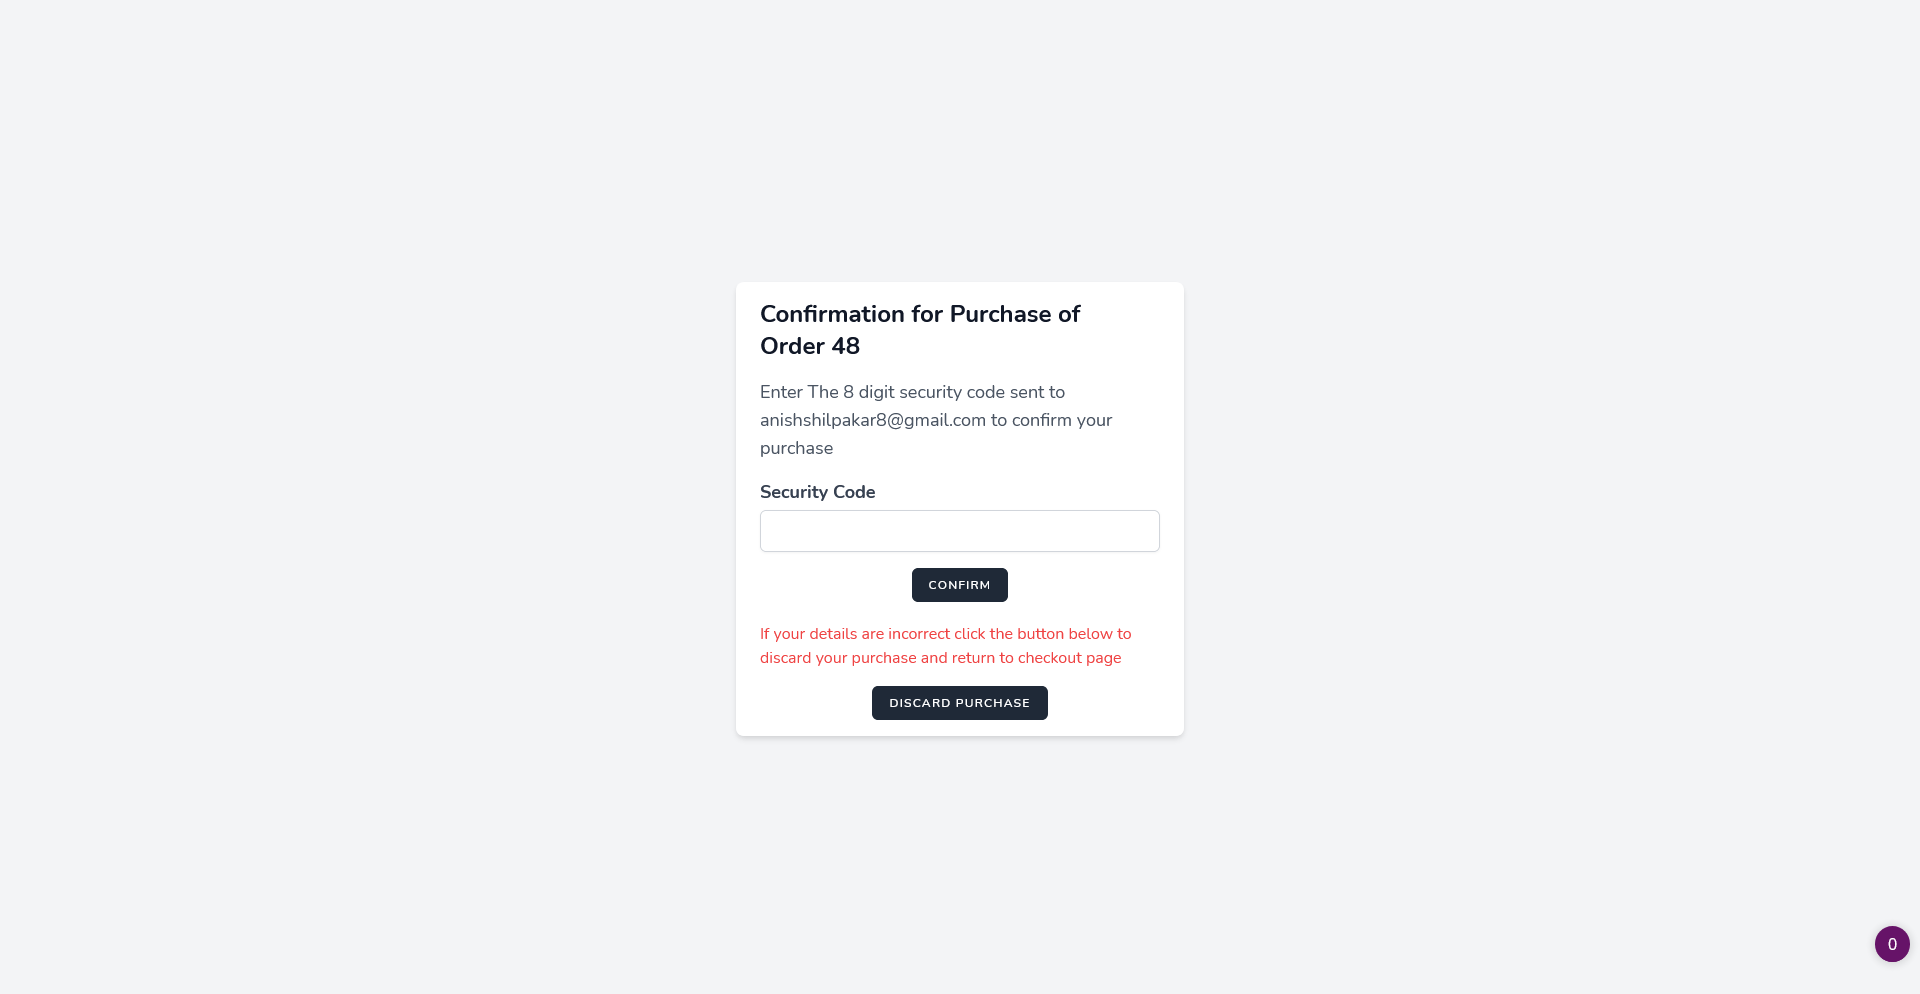 Confirmation for Purchase of
Order 48
Enter The 8 digit security code sent to
anishshilpakar8@gmail.com to confirm your
purchase
Security Code
CONFIRM
If your details are incorrect click the button below to
discard your purchase and return to checkout page
DISCARD PURCHASE
0